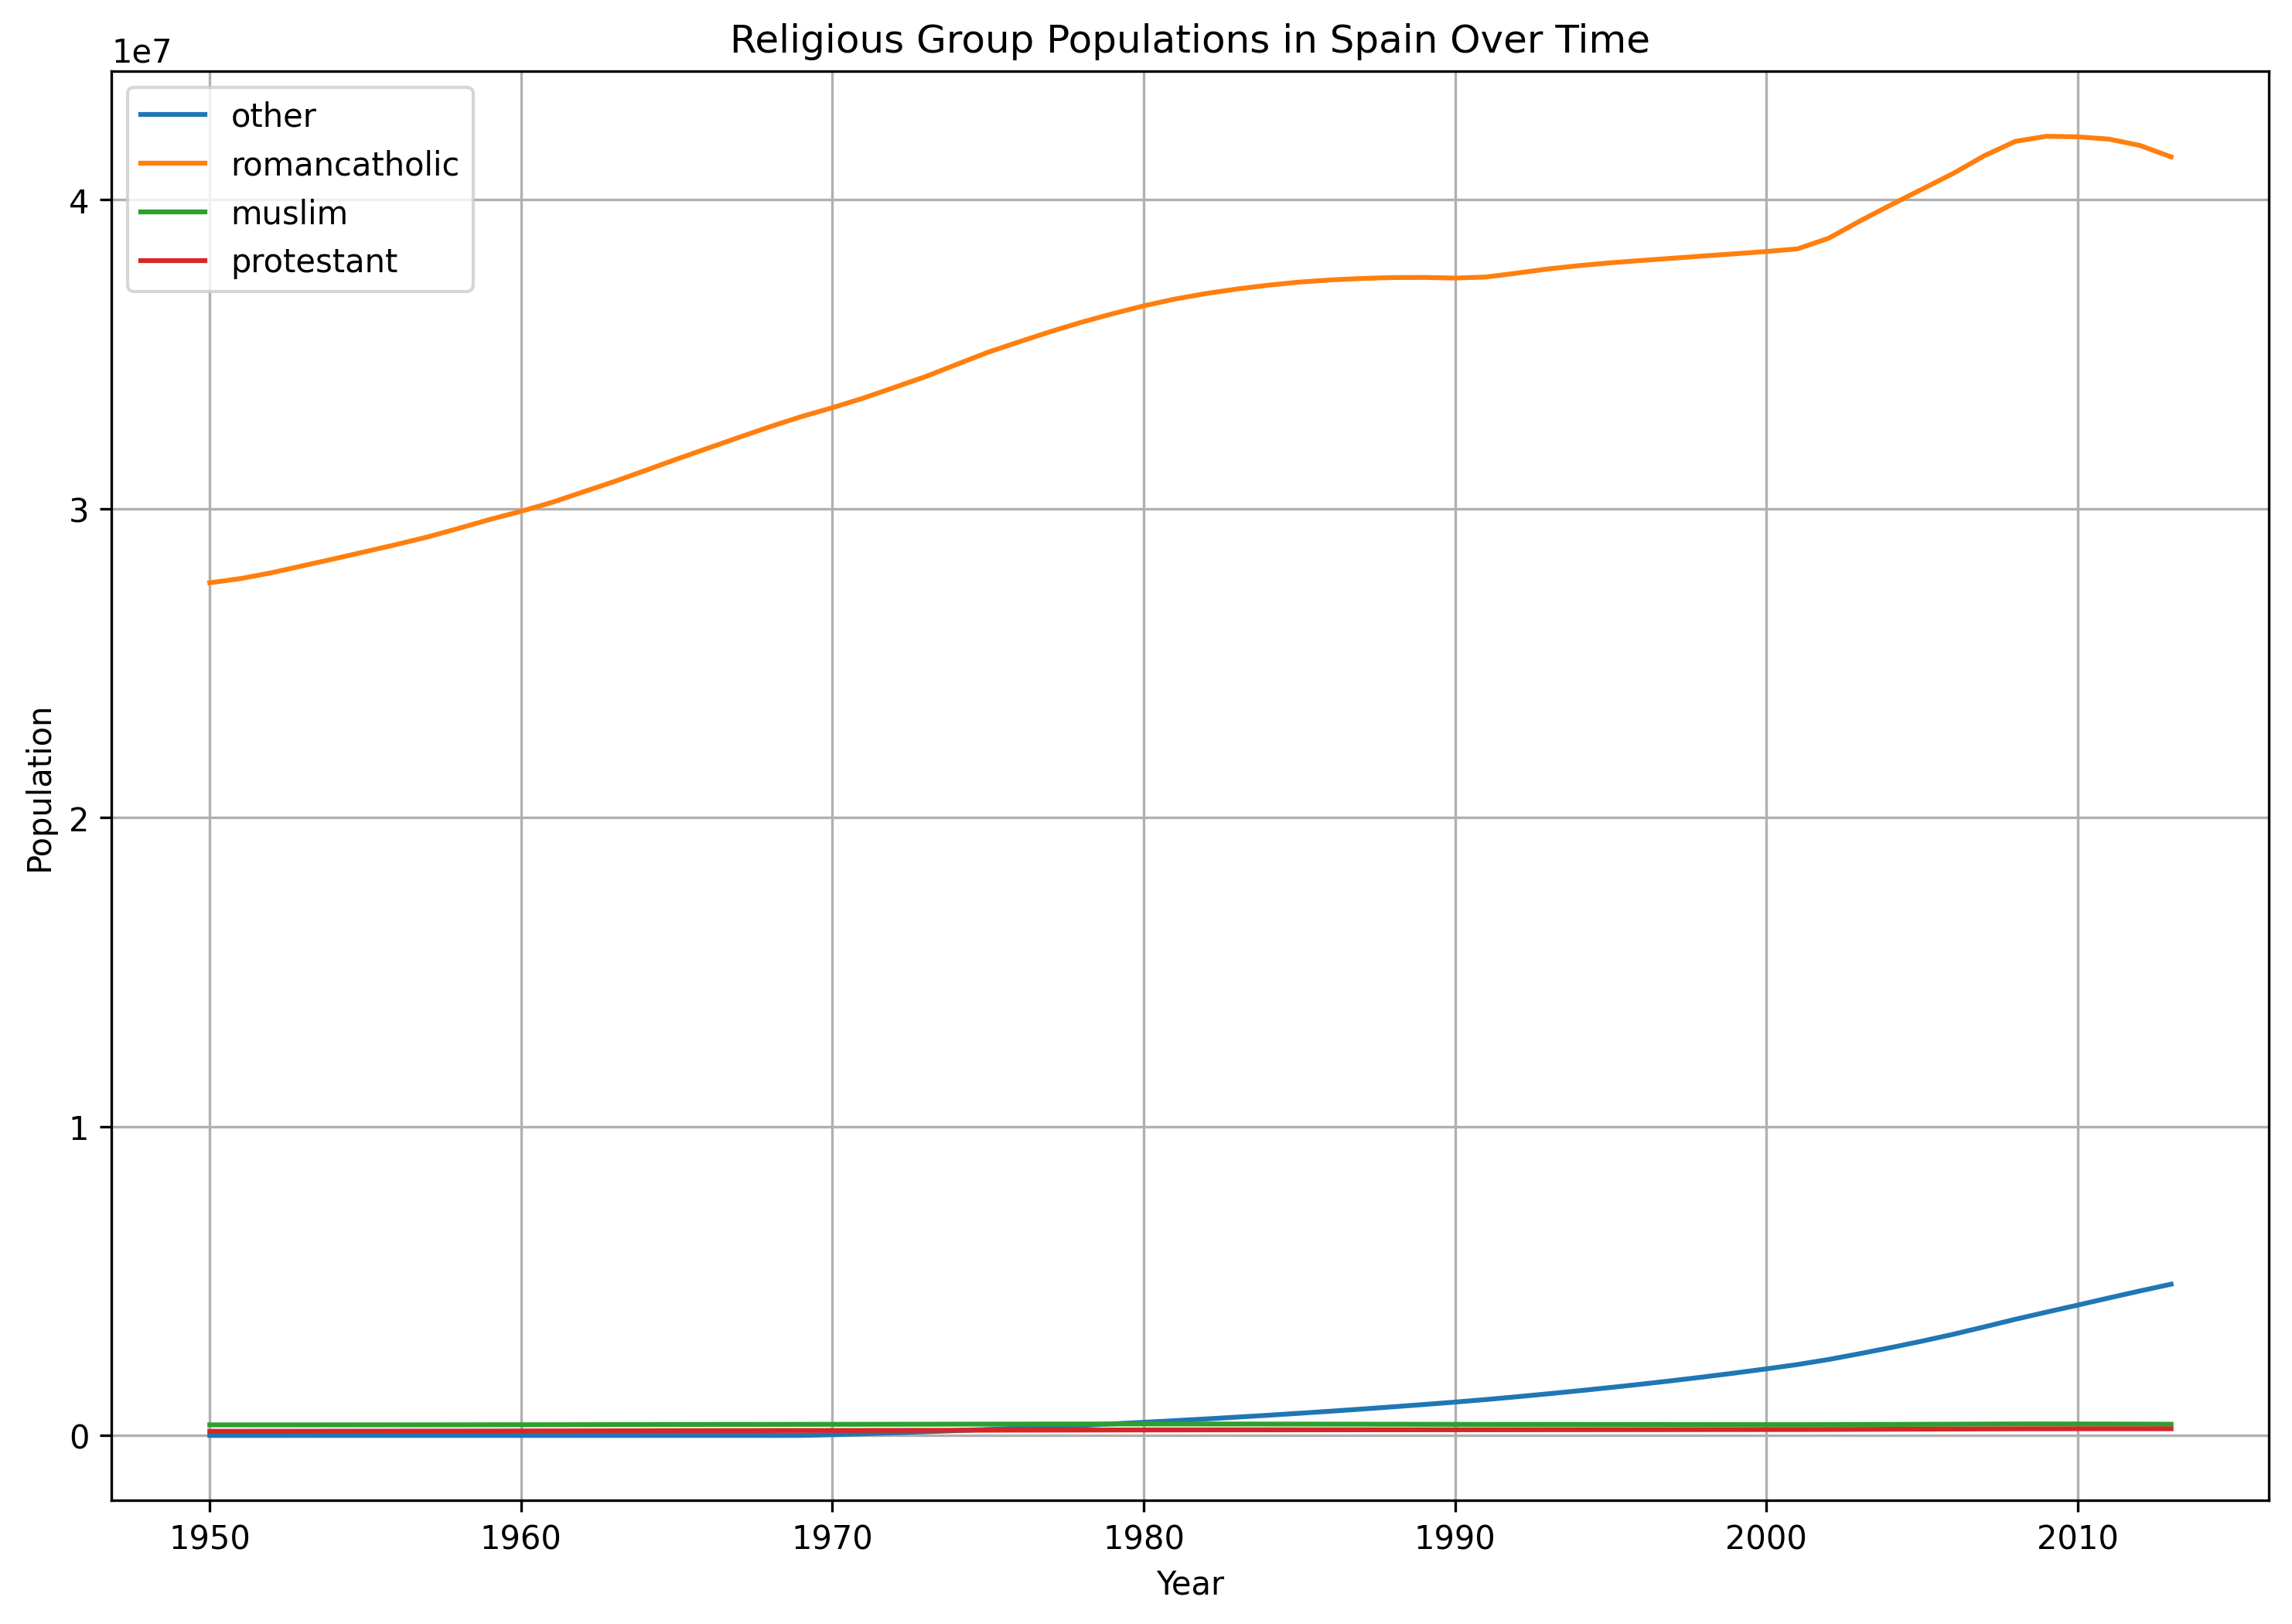 Religious Group Populations in Spain Over Time
1e7
other
romancatholic
muslim
protestant
4
3
2
1
0
Population
1950 1960 1970 1980 1990 2000 2010
Year